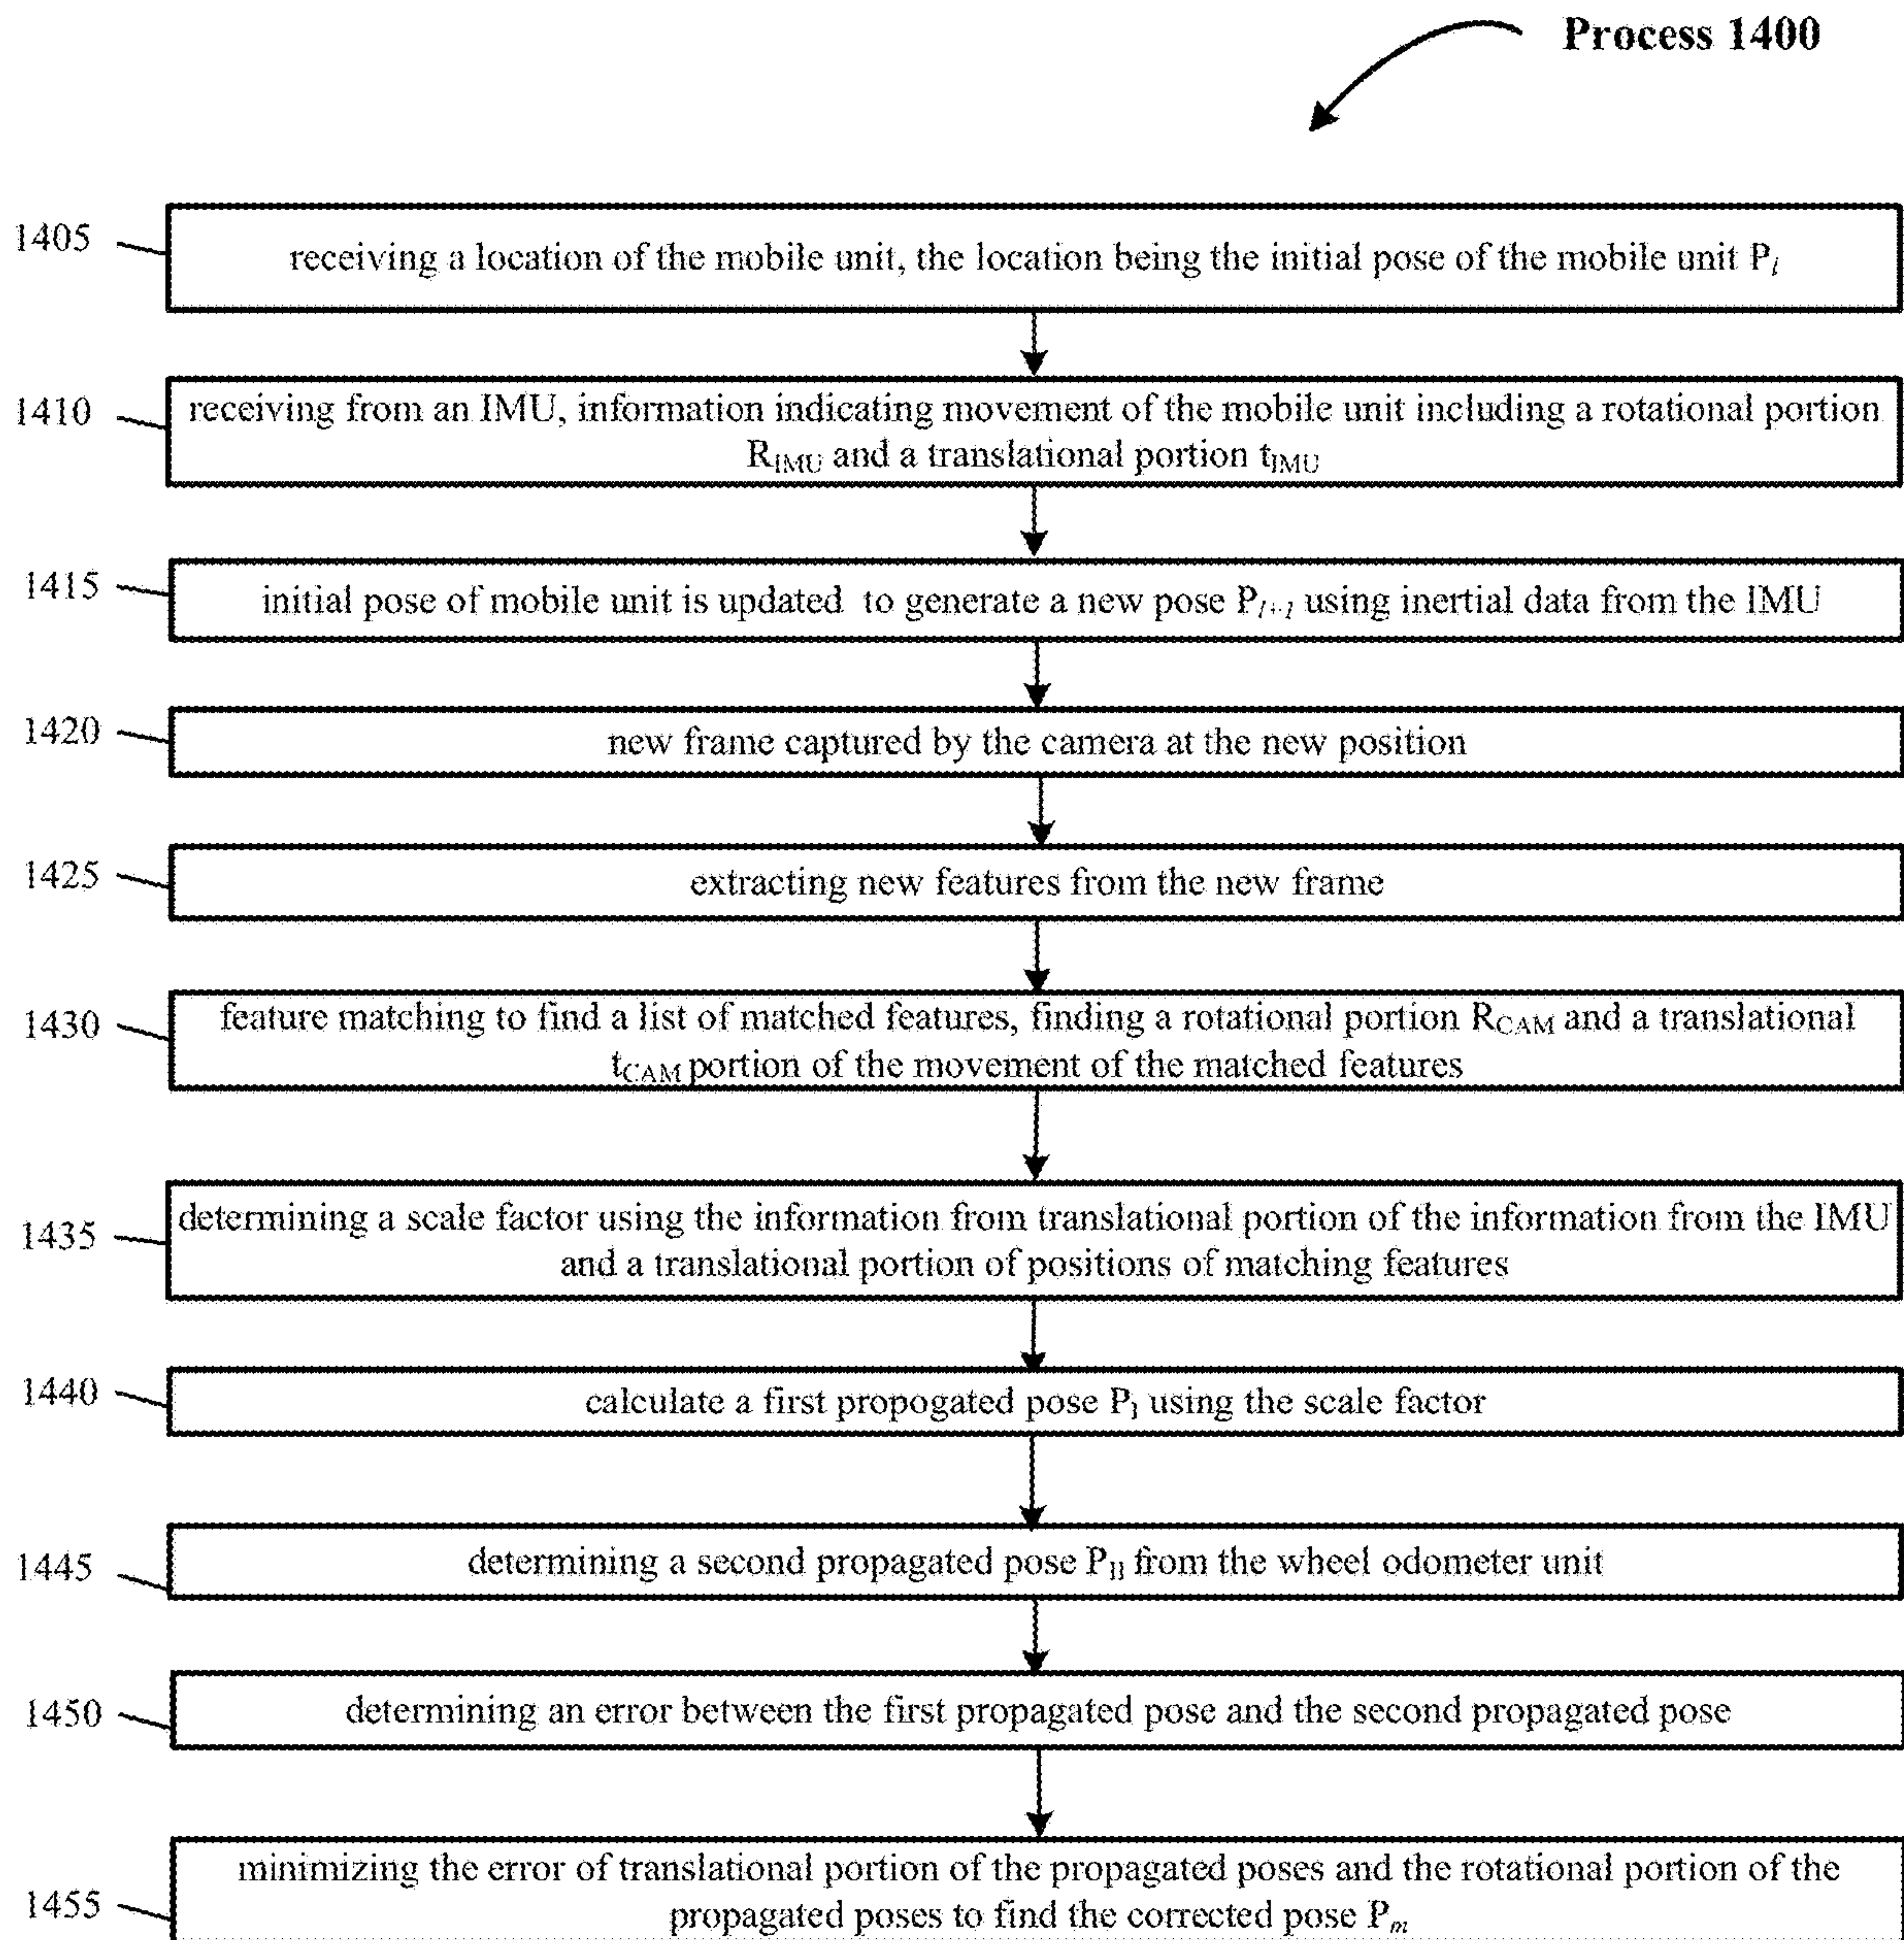 Process 1400
1405
receiving a location of the mobile unit, the location being the initial pose of the mobile unit Pi
1410
receiving from an IMU, information indicating movement of the mobile unit including a rotational portion
RIMU and a translational portion tIMU
1415
initial pose of mobile unit is updated to generate a new pose Pi+1 using inertial data from the IMU
1420
new frame captured by the camera at the new position
1425
extracting new features from the new frame
1430
feature matching to find a list of matched features, finding a rotational portion RCAM and a translational
tCAM portion of the movement of the matched features
1435
determining a scale factor using the information from translational portion of the information from the IMU
and a translational portion of positions of matching features
1440
calculate a first propogated pose PI using the scale factor
1445
determining a second propagated pose PII from the wheel odometer unit
1450
determining an error between the first propagated pose and the second propagated pose
1455
minimizing the error of translational portion of the propagated poses and the rotational portion of the
propagated poses to find the corrected pose Pm